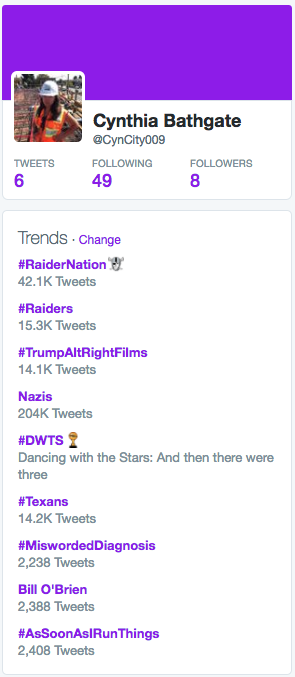 Cynthia Bathgate
@CynCity009
TWEETS FOLLOWING FOLLOWERS
6 49 8
Trends · Change
#RaiderNation
42.1K Tweets
#Raiders
15.3K Tweets
#TrumpAltRightFilms
14.1K Tweets
Nazis
204K Tweets
#DWTS
Dancing with the Stars: And then there were
three
#Texans
14.2K Tweets
#MiswordedDiagnosis
2,238 Tweets
Bill O'Brien
2,388 Tweets
#AsSoonAsIRunThings
2,408 Tweets